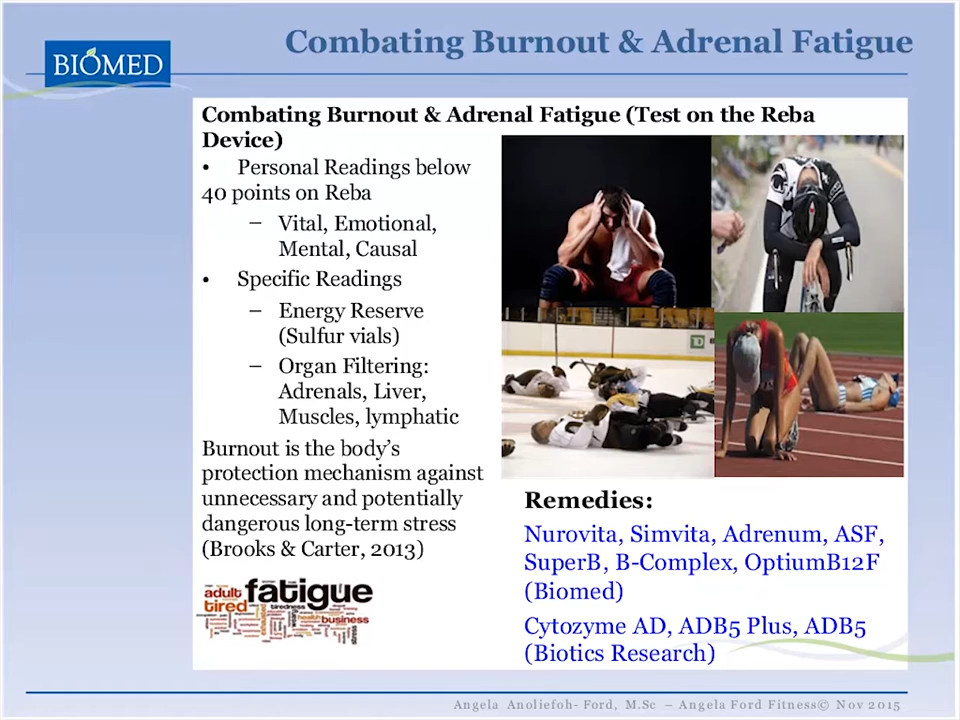 Combating Burnout & Adrenal Fatigue
BIOMED
Combating Burnout & Adrenal Fatigue (Test on the Reba
Device)
• Personal Readings below
40 points on Reba
– Vital, Emotional,
Mental, Causal
• Specific Readings
– Energy Reserve
(Sulfur vials)
– Organ Filtering:
Adrenals, Liver,
Muscles, lymphatic
Burnout is the body's
protection mechanism against
unnecessary and potentially
dangerous long-term stress
(Brooks & Carter, 2013)
Remedies:
Nurovita, Simvita, Adrenum, ASF,
SuperB, B-Complex, OptiumB12F
(Biomed)
Cytozyme AD, ADB5 Plus, ADB5
(Biotics Research)
adult fatigue
tired tiredness
health business
stress
Angela Anoliefoh- Ford, M.Sc – Angela Ford Fitness© Nov 2015